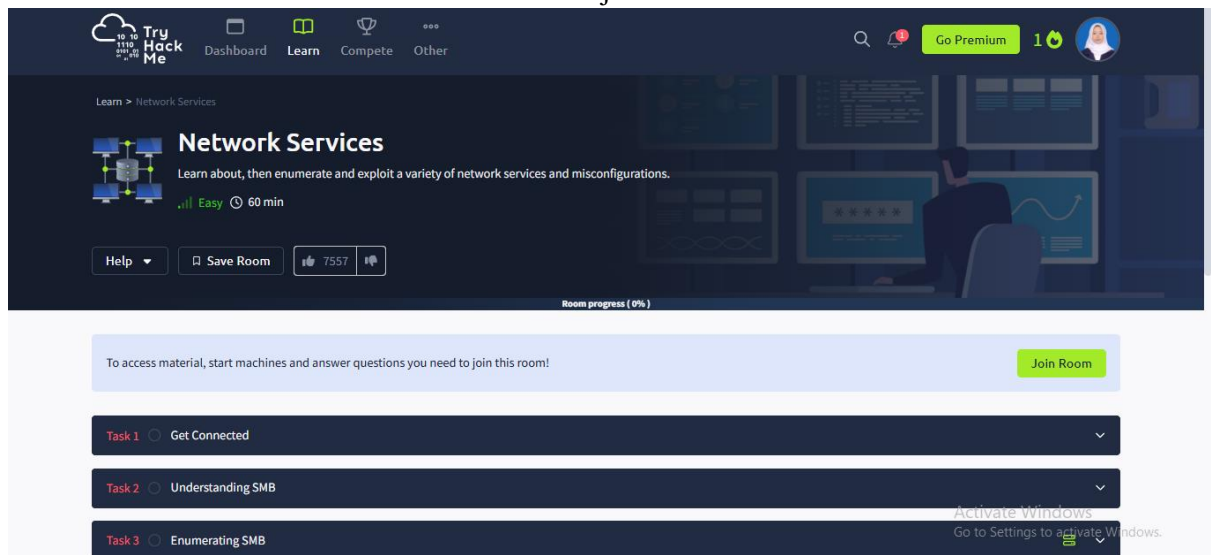 Try
Hack
Me
Dashboard
Learn
Compete
Other
Go Premium
1
Learn > Network Services
Network Services
Learn about, then enumerate and exploit a variety of network services and misconfigurations.
Easy 60 min
Help
Save Room
7557
Room progress ( 0% )
To access material, start machines and answer questions you need to join this room!
Join Room
Task 1 Get Connected
Task 2 Understanding SMB
Activate Windows
Go to Settings to activate Windows.
Task 3 Enumerating SMB